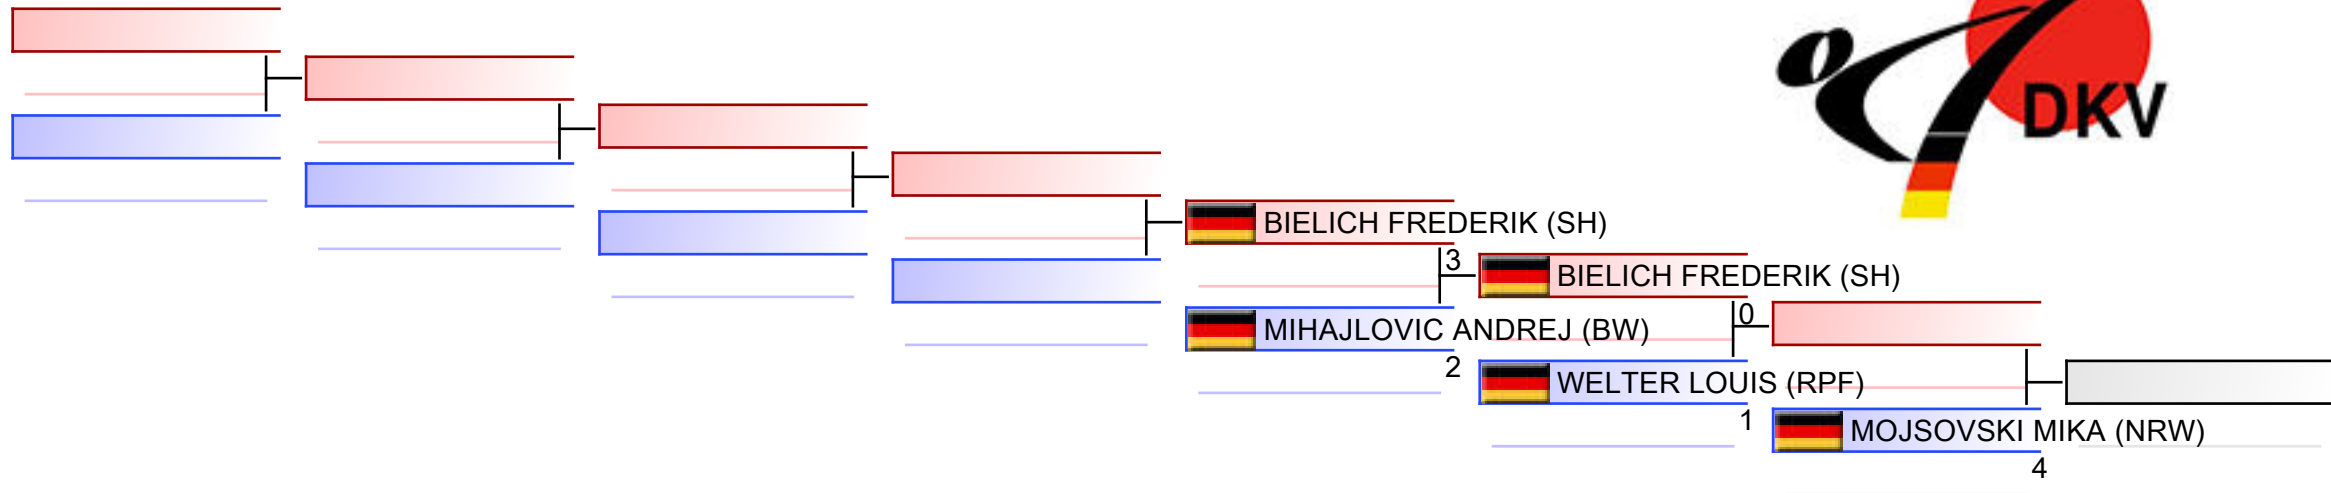 DKV
BIELICH FREDERIK (SH)
3
BIELICH FREDERIK (SH)
0
MIHAJLOVIC ANDREJ (BW)
2
WELTER LOUIS (RPF)
1
MOJSOVSKI MIKA (NRW)
4